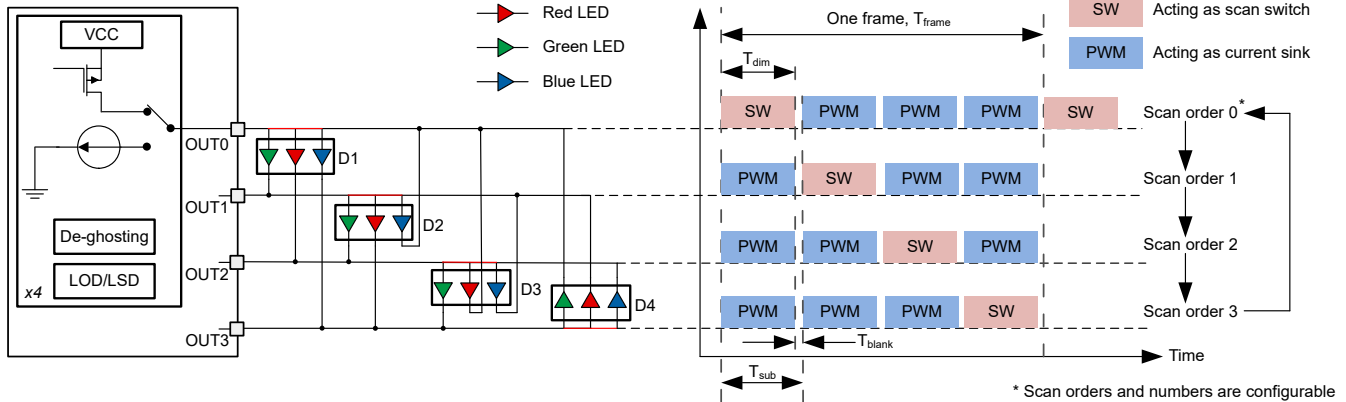 VCC
De-ghosting
LOD/LSD
x4
OUT0
OUT1
OUT2
OUT3
Red LED
Green LED
Blue LED
D1
D2
D3
D4
One frame, Tframe
Tdim
SW Acting as scan switch
PWM Acting as current sink
SW PWM PWM PWM SW Scan order 0*
PWM SW PWM PWM Scan order 1
PWM PWM SW PWM Scan order 2
PWM PWM PWM SW Scan order 3
Tblank
Time
Tsub
* Scan orders and numbers are configurable